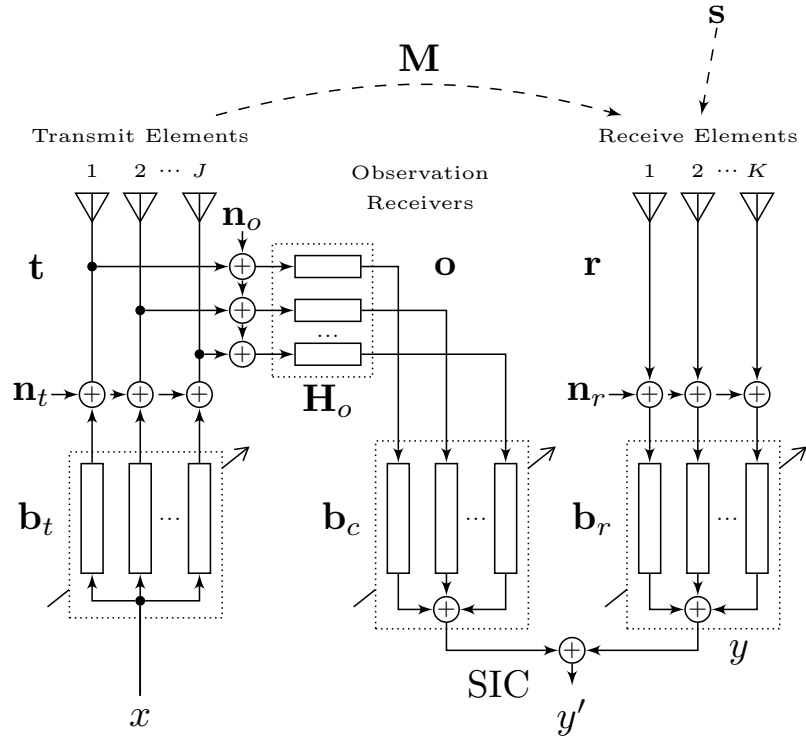 s
M
Transmit Elements
Receive Elements
1 2 ... J
Observation
Receivers
1 2 ... K
n_o
t
o
r
...
n_t
H_o
n_r
b_t
...
b_c
...
b_r
...
y
SIC
x
y′